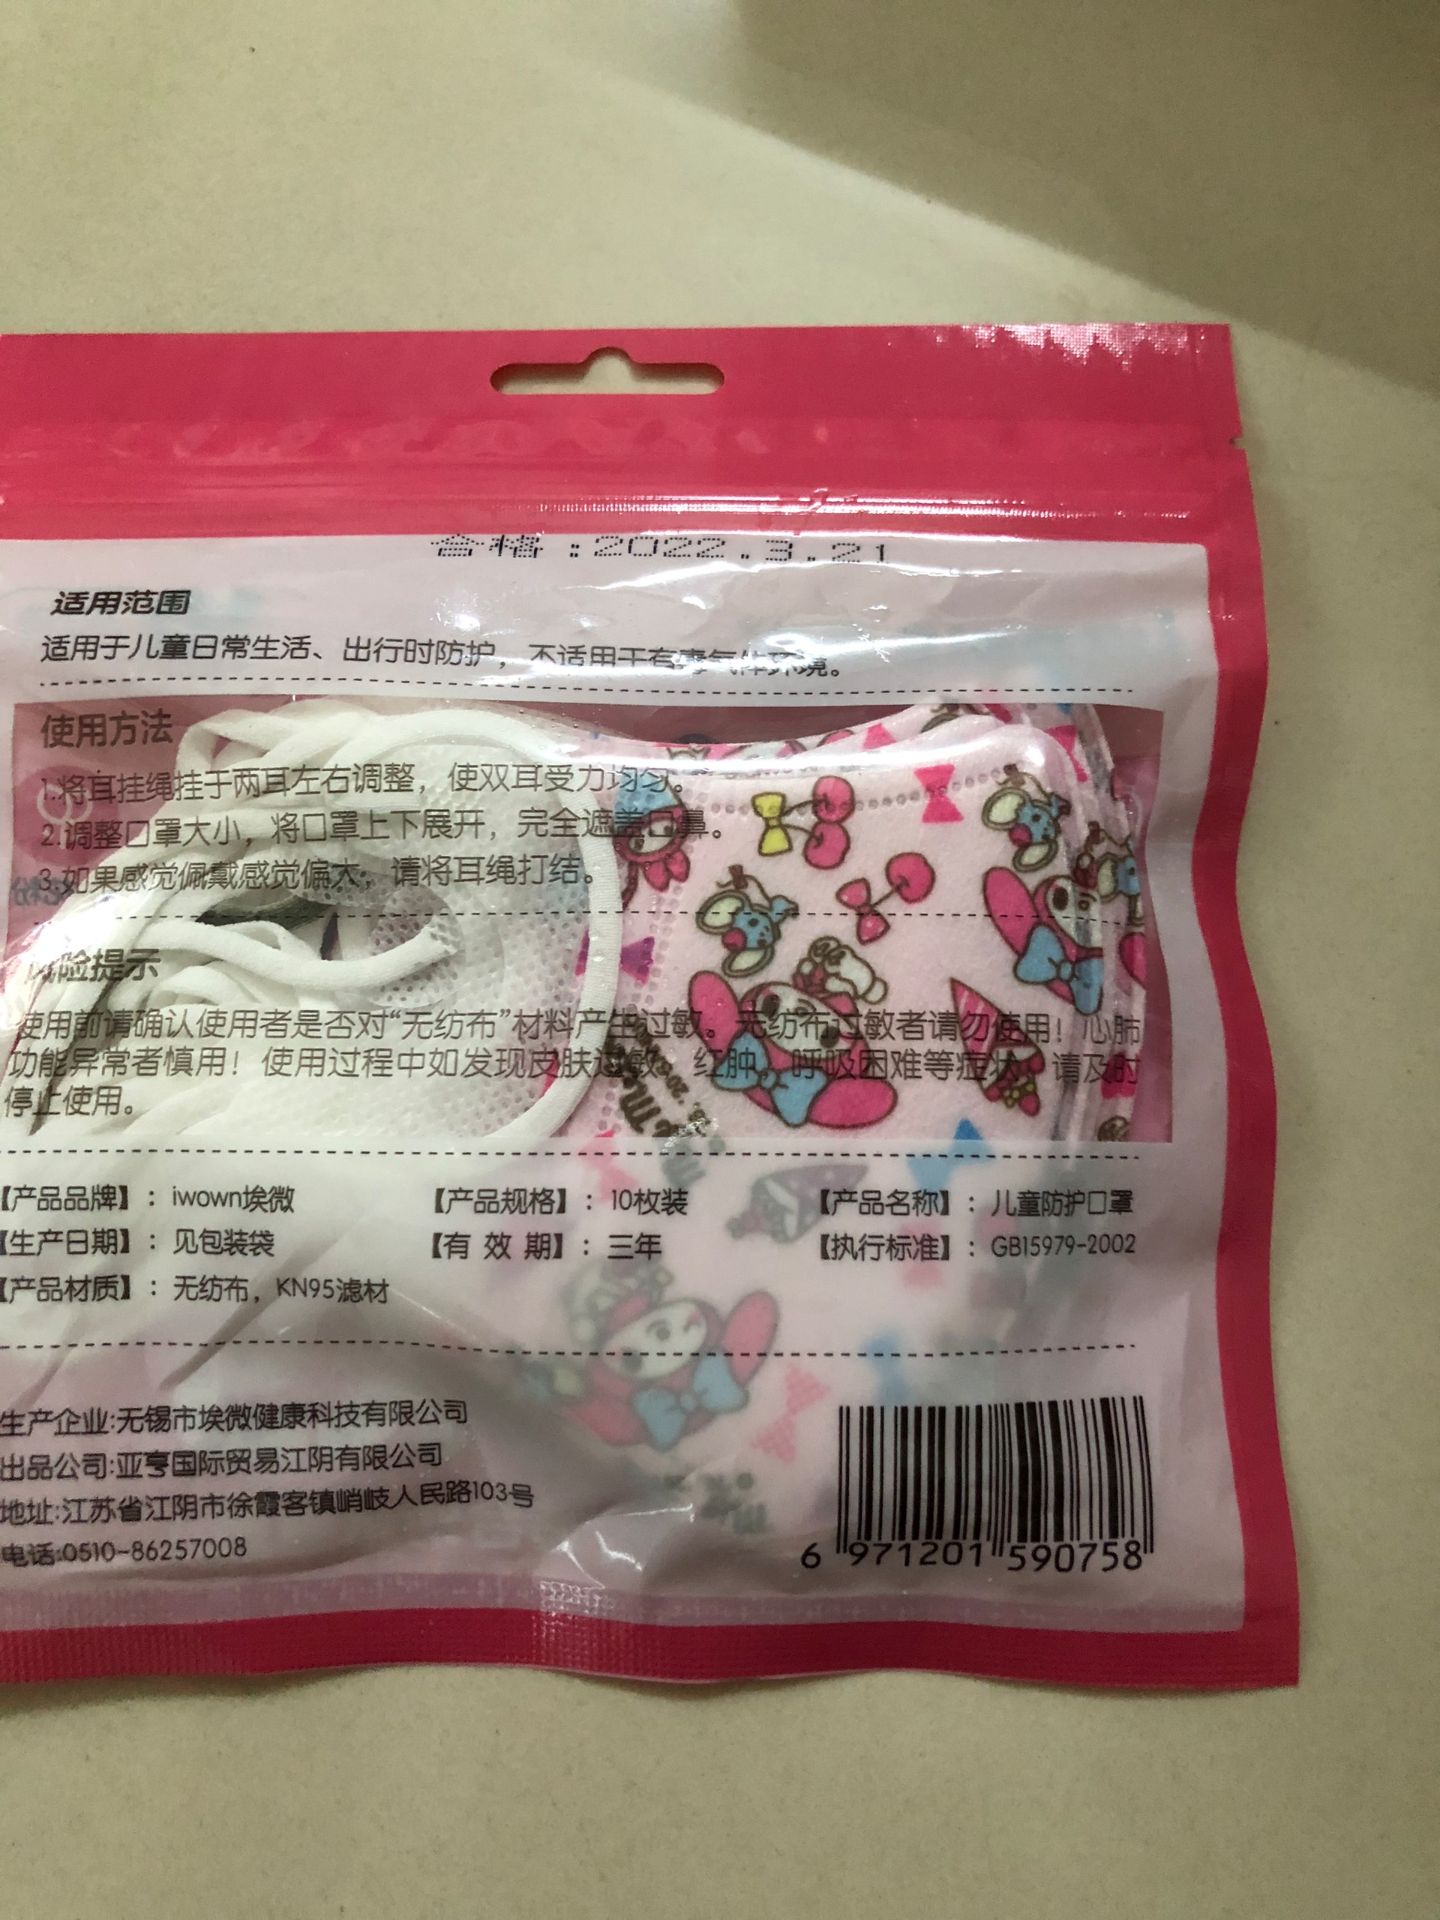 合格:2022.3.21
适用范围
适用于儿童日常生活、出行时防护，不适用于有毒气体环境。
使用方法
1.将耳挂绳挂于两耳左右调整，使双耳受力均匀。
2.调整口罩大小，将口罩上下展开，完全遮盖口鼻。
3.如果感觉佩戴感觉偏大，请将耳绳打结。
风险提示
使用前请确认使用者是否对“无纺布”材料产生过敏。无纺布过敏者请勿使用！心肺
功能异常者慎用！使用过程中如发现皮肤过敏、红肿、呼吸困难等症状，请及时
停止使用。
【产品品牌】：iwown埃微 【产品规格】：10枚装 【产品名称】：儿童防护口罩
【生产日期】：见包装袋 【有 效 期】：三年 【执行标准】：GB15979-2002
【产品材质】：无纺布，KN95滤材
生产企业:无锡市埃微健康科技有限公司
出品公司:亚亨国际贸易江阴有限公司
地址:江苏省江阴市徐霞客镇峭岐人民路103号
电话:0510-86257008
6 971201 590758